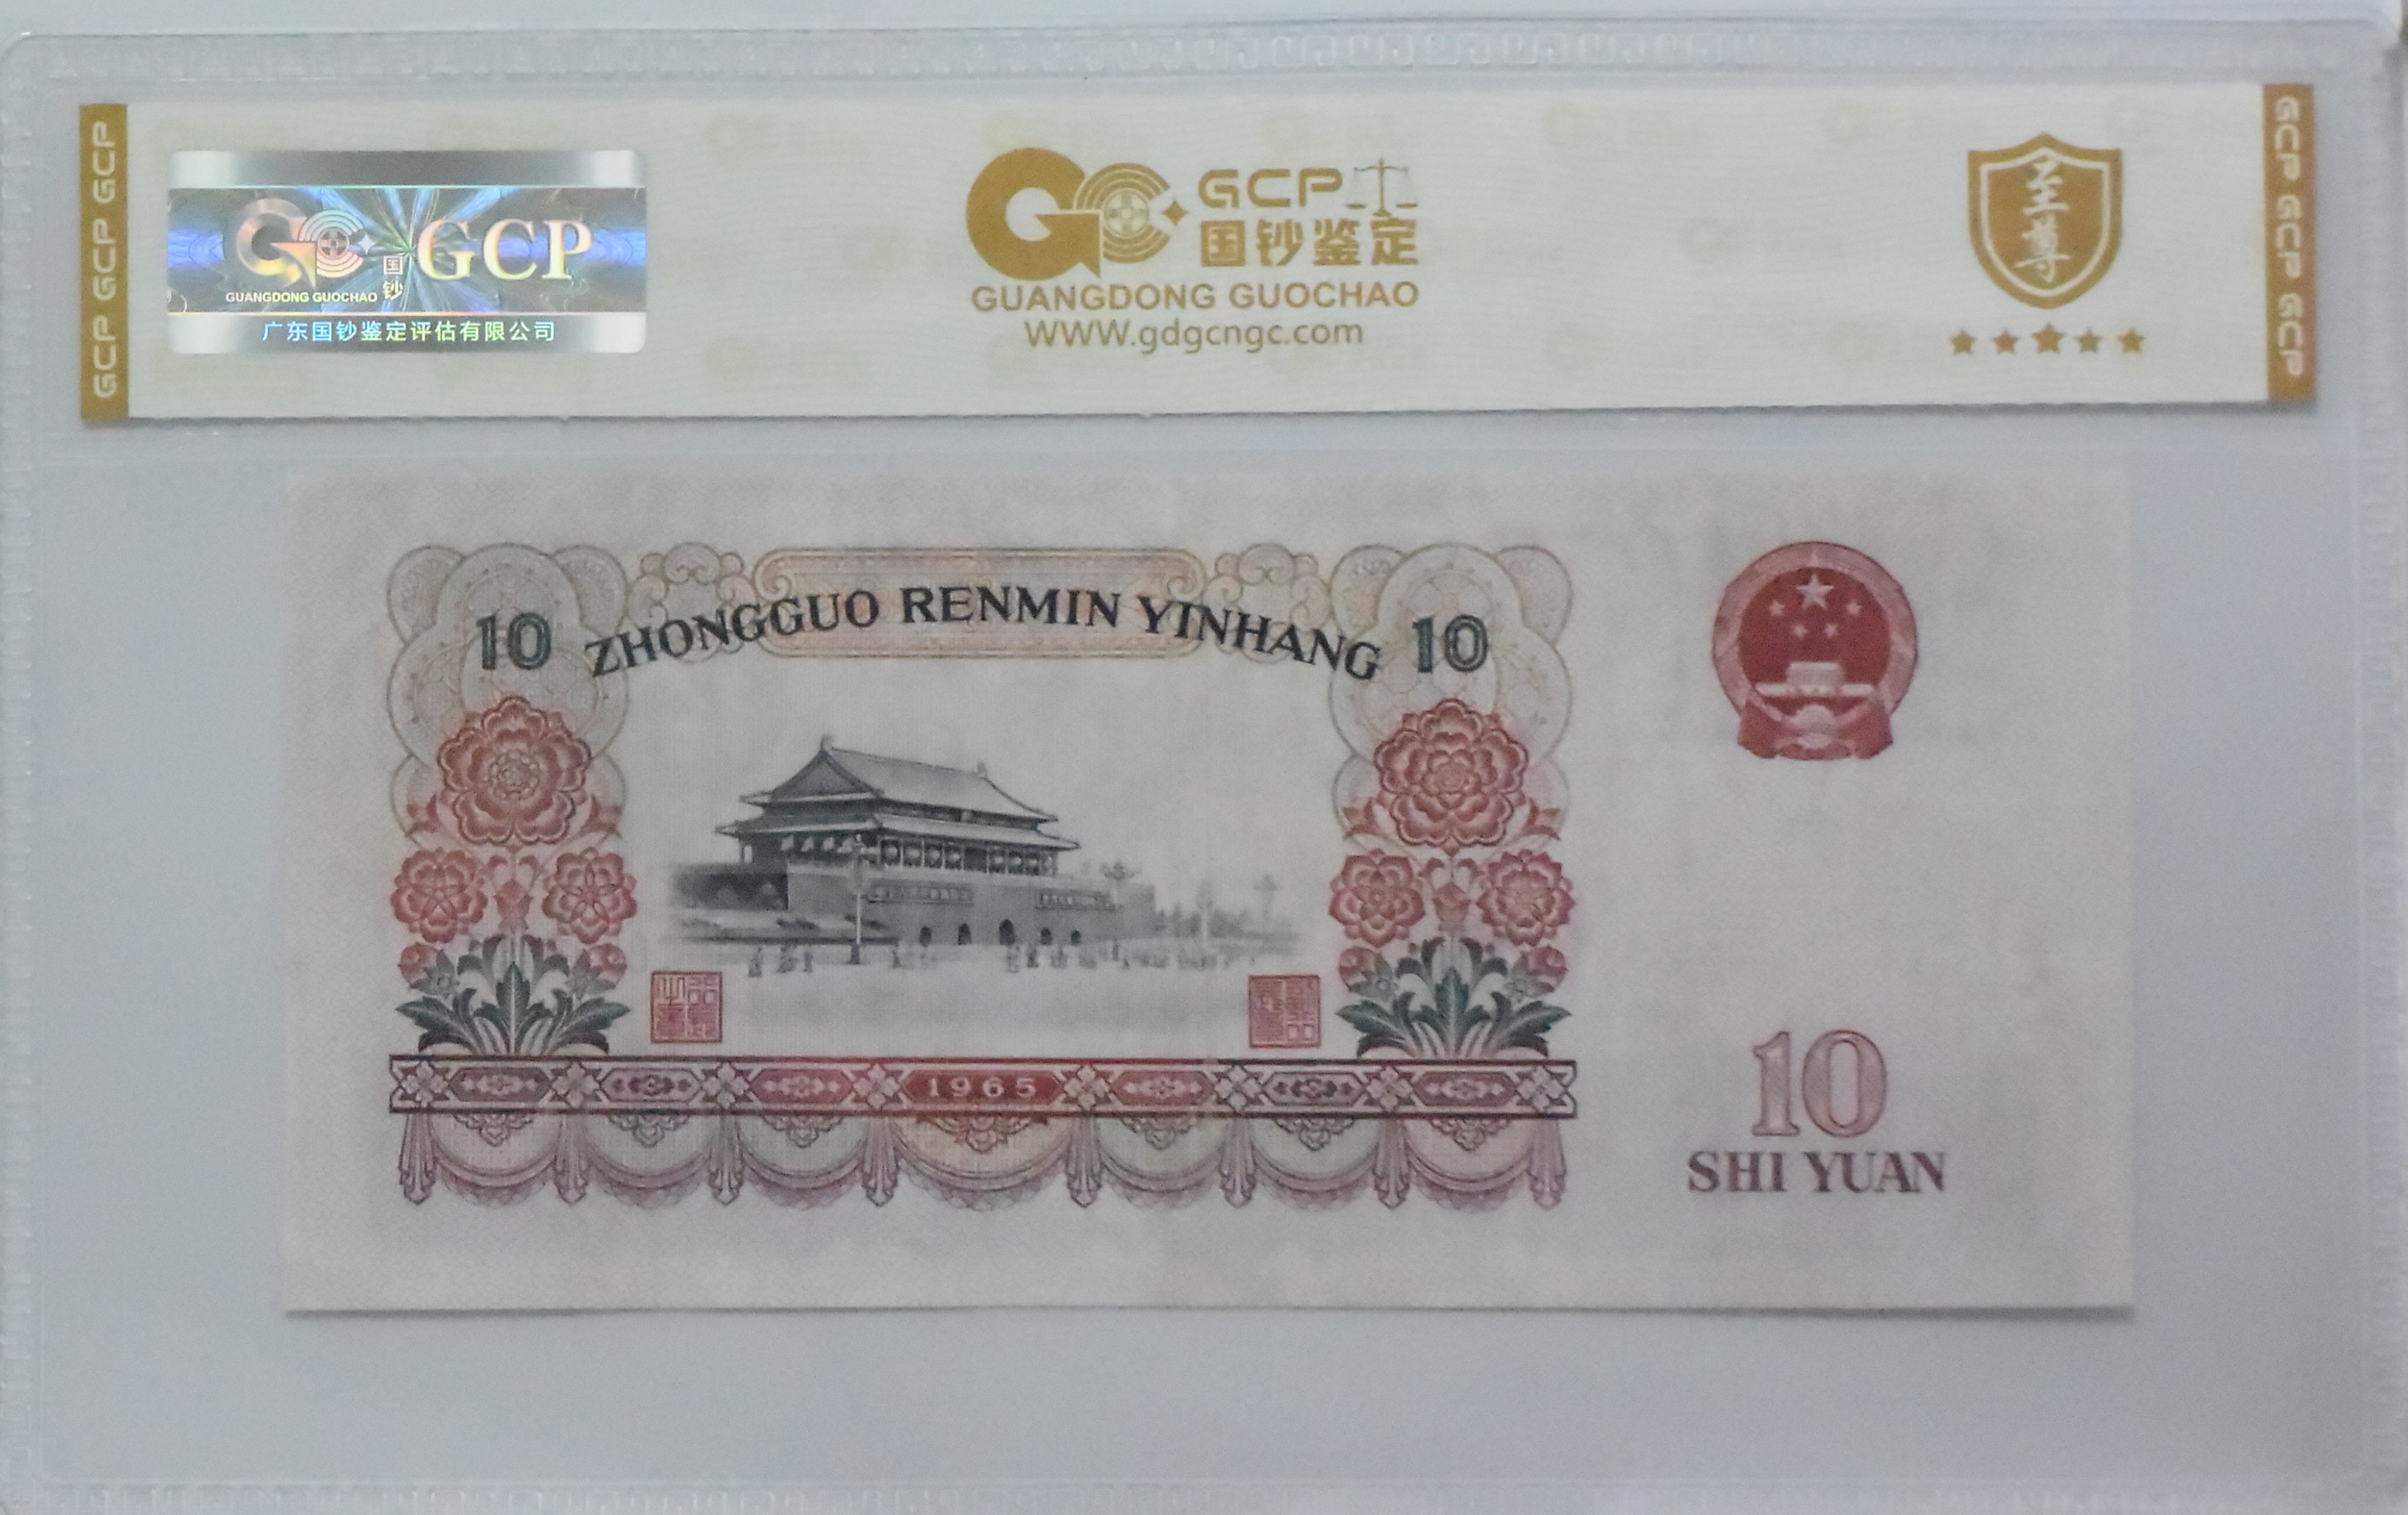 GCP GCP GCP
国钞
GCP
GUANGDONG GUOCHAO
广东国钞鉴定评估有限公司
GCP
国钞鉴定
GUANGDONG GUOCHAO
WWW.gdgcngc.com
至尊
GCP GCP GCP
10 ZHONGGUO RENMIN YINHANG 10
1965
10
SHI YUAN